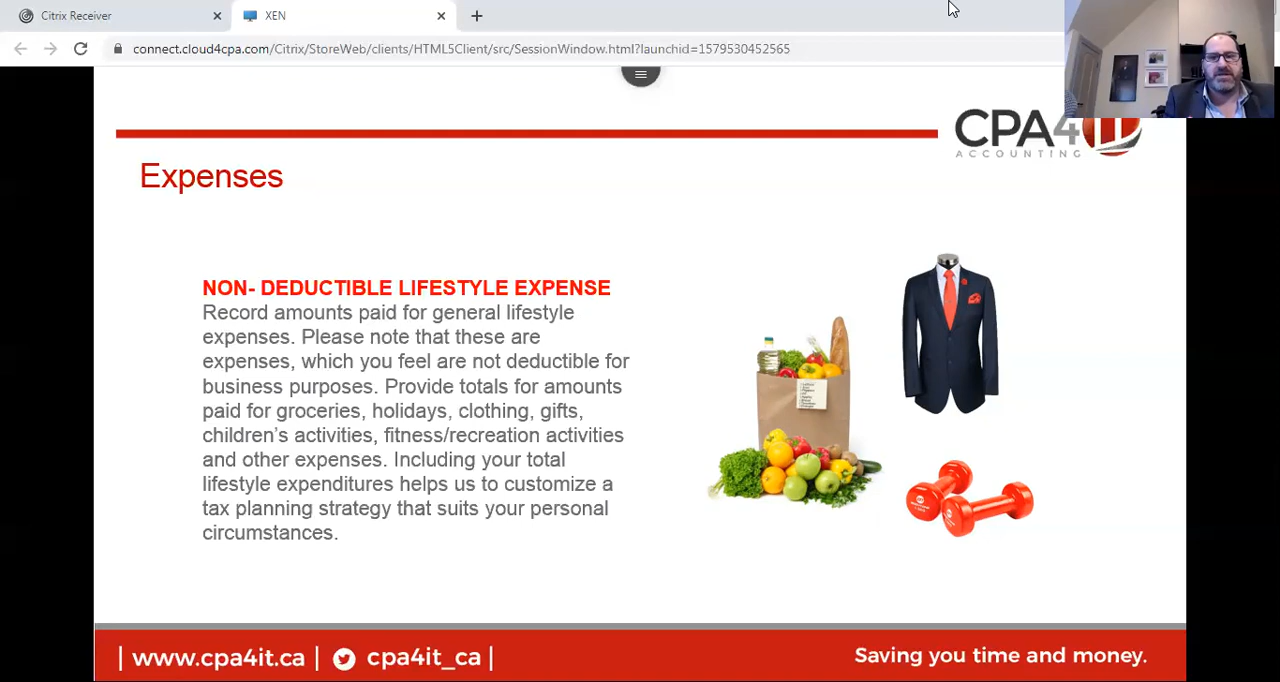 Citrix Receiver
XEN
connect.cloud4cpa.com/Citrix/StoreWeb/clients/HTML5Client/src/SessionWindow.html?launchid=1579530452565
CPA4it
ACCOUNTING
Expenses
NON- DEDUCTIBLE LIFESTYLE EXPENSE
Record amounts paid for general lifestyle
expenses. Please note that these are
expenses, which you feel are not deductible for
business purposes. Provide totals for amounts
paid for groceries, holidays, clothing, gifts,
children’s activities, fitness/recreation activities
and other expenses. Including your total
lifestyle expenditures helps us to customize a
tax planning strategy that suits your personal
circumstances.
| www.cpa4it.ca | cpa4it_ca |
Saving you time and money.